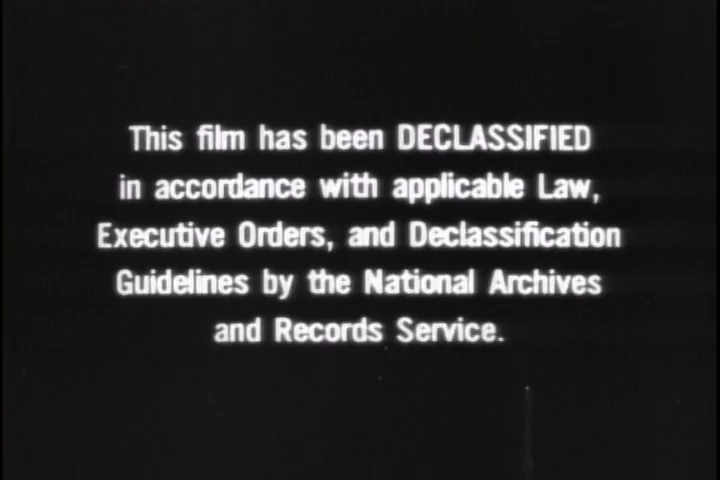 This film has been DECLASSIFIED
in accordance with applicable Law,
Executive Orders, and Declassification
Guidelines by the National Archives
and Records Service.